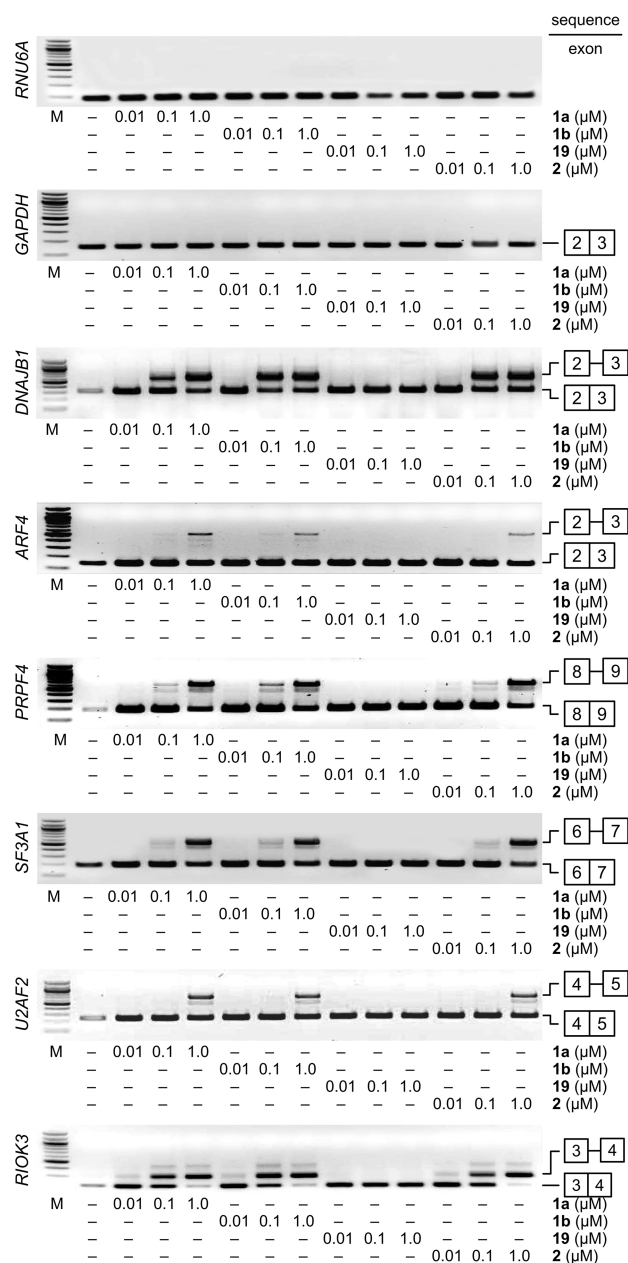 sequence
exon
RNU6A
M – 0.01 0.1 1.0 – – – – – – – – – 1a (µM)
– – – – 0.01 0.1 1.0 – – – – – – 1b (µM)
– – – – – – – 0.01 0.1 1.0 – – – 19 (µM)
– – – – – – – – – – 0.01 0.1 1.0 2 (µM)
GAPDH
2 3
M – 0.01 0.1 1.0 – – – – – – – – – 1a (µM)
– – – – 0.01 0.1 1.0 – – – – – – 1b (µM)
– – – – – – – 0.01 0.1 1.0 – – – 19 (µM)
– – – – – – – – – – 0.01 0.1 1.0 2 (µM)
DNAJB1
2 – 3
2 3
M – 0.01 0.1 1.0 – – – – – – – – – 1a (µM)
– – – – 0.01 0.1 1.0 – – – – – – 1b (µM)
– – – – – – – 0.01 0.1 1.0 – – – 19 (µM)
– – – – – – – – – – 0.01 0.1 1.0 2 (µM)
ARF4
2 – 3
2 3
M – 0.01 0.1 1.0 – – – – – – – – – 1a (µM)
– – – – 0.01 0.1 1.0 – – – – – – 1b (µM)
– – – – – – – 0.01 0.1 1.0 – – – 19 (µM)
– – – – – – – – – – 0.01 0.1 1.0 2 (µM)
PRPF4
8 – 9
8 9
M – 0.01 0.1 1.0 – – – – – – – – – 1a (µM)
– – – – 0.01 0.1 1.0 – – – – – – 1b (µM)
– – – – – – – 0.01 0.1 1.0 – – – 19 (µM)
– – – – – – – – – – 0.01 0.1 1.0 2 (µM)
SF3A1
6 – 7
6 7
M – 0.01 0.1 1.0 – – – – – – – – – 1a (µM)
– – – – 0.01 0.1 1.0 – – – – – – 1b (µM)
– – – – – – – 0.01 0.1 1.0 – – – 19 (µM)
– – – – – – – – – – 0.01 0.1 1.0 2 (µM)
U2AF2
4 – 5
4 5
M – 0.01 0.1 1.0 – – – – – – – – – 1a (µM)
– – – – 0.01 0.1 1.0 – – – – – – 1b (µM)
– – – – – – – 0.01 0.1 1.0 – – – 19 (µM)
– – – – – – – – – – 0.01 0.1 1.0 2 (µM)
RIOK3
3 – 4
3 4
M – 0.01 0.1 1.0 – – – – – – – – – 1a (µM)
– – – – 0.01 0.1 1.0 – – – – – – 1b (µM)
– – – – – – – 0.01 0.1 1.0 – – – 19 (µM)
– – – – – – – – – – 0.01 0.1 1.0 2 (µM)